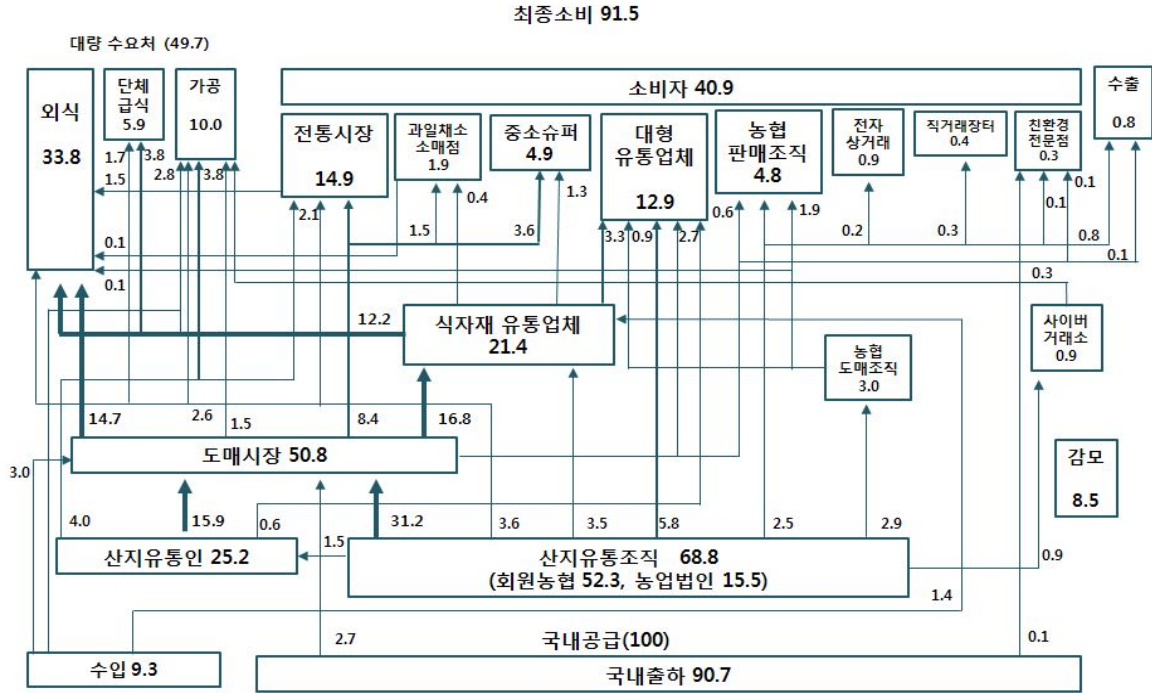 최종소비 91.5
대량 수요처 (49.7)
외식
33.8
단체
급식
5.9
가공
10.0
소비자 40.9
수출
0.8
전통시장
14.9
과일채소
소매점
1.9
중소슈퍼
4.9
대형
유통업체
12.9
농협
판매조직
4.8
전자
상거래
0.9
직거래장터
0.4
친환경
전문점
0.3
1.7
3.8
1.5
2.8
3.8
2.1
0.4
1.3
0.1
1.5
3.6
3.3
0.9
2.7
0.6
1.9
0.2
0.3
0.1
0.1
0.8
0.1
0.1
0.3
12.2
식자재 유통업체
21.4
농협
도매조직
3.0
사이버
거래소
0.9
14.7
2.6
1.5
8.4
16.8
도매시장 50.8
3.0
감모
8.5
4.0
15.9
0.6
31.2
3.6
3.5
5.8
2.5
2.9
산지유통인 25.2
1.5
산지유통조직 68.8
(회원농협 52.3, 농업법인 15.5)
0.9
1.4
2.7
국내공급(100)
0.1
수입 9.3
국내출하 90.7